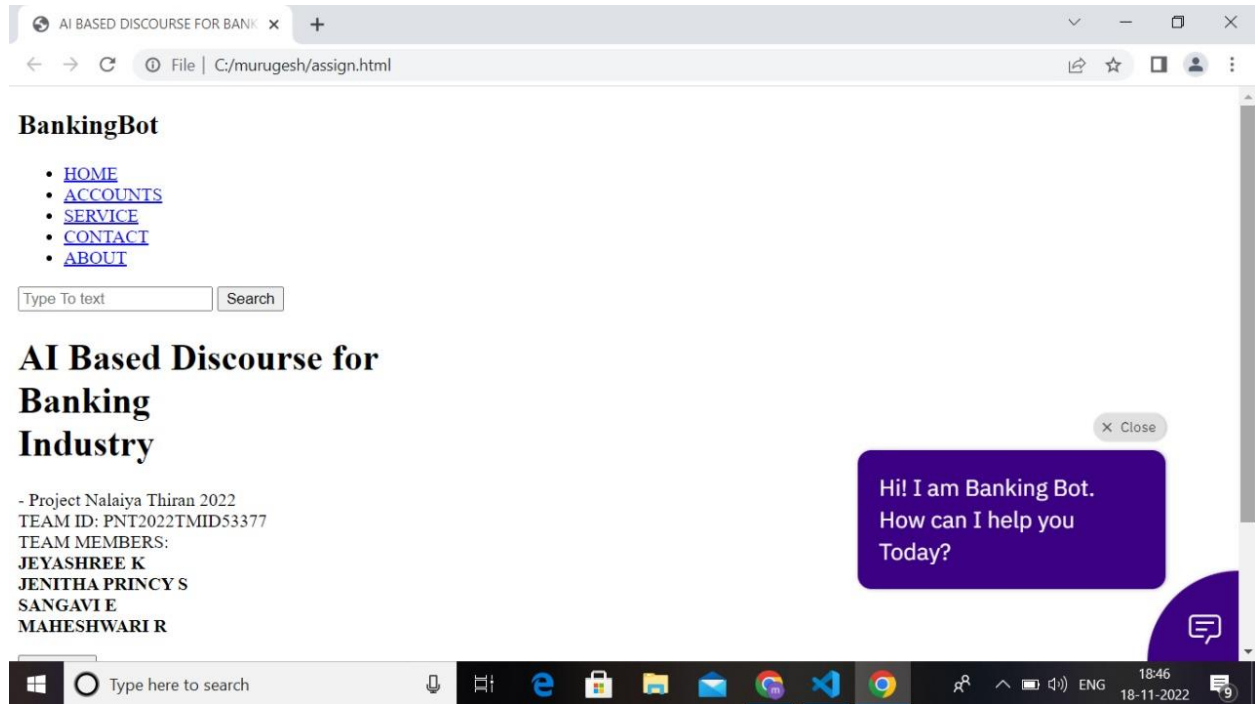 AI BASED DISCOURSE FOR BANK
File | C:/murugesh/assign.html
BankingBot
HOME
ACCOUNTS
SERVICE
CONTACT
ABOUT
Type To text Search
AI Based Discourse for
Banking
Industry
- Project Nalaiya Thiran 2022
TEAM ID: PNT2022TMID53377
TEAM MEMBERS:
JEYASHREE K
JENITHA PRINCY S
SANGAVI E
MAHESHWARI R
× Close
Hi! I am Banking Bot.
How can I help you
Today?
Type here to search
ENG
18:46
18-11-2022
9